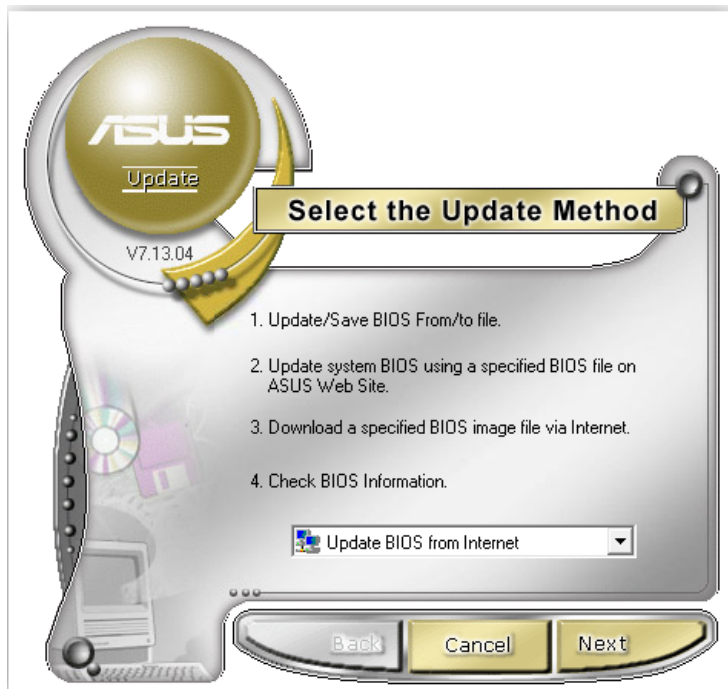 ASUS
Update
V7.13.04
Select the Update Method
1. Update/Save BIOS From/to file.
2. Update system BIOS using a specified BIOS file on
ASUS Web Site.
3. Download a specified BIOS image file via Internet.
4. Check BIOS Information.
Update BIOS from Internet
Back
Cancel
Next